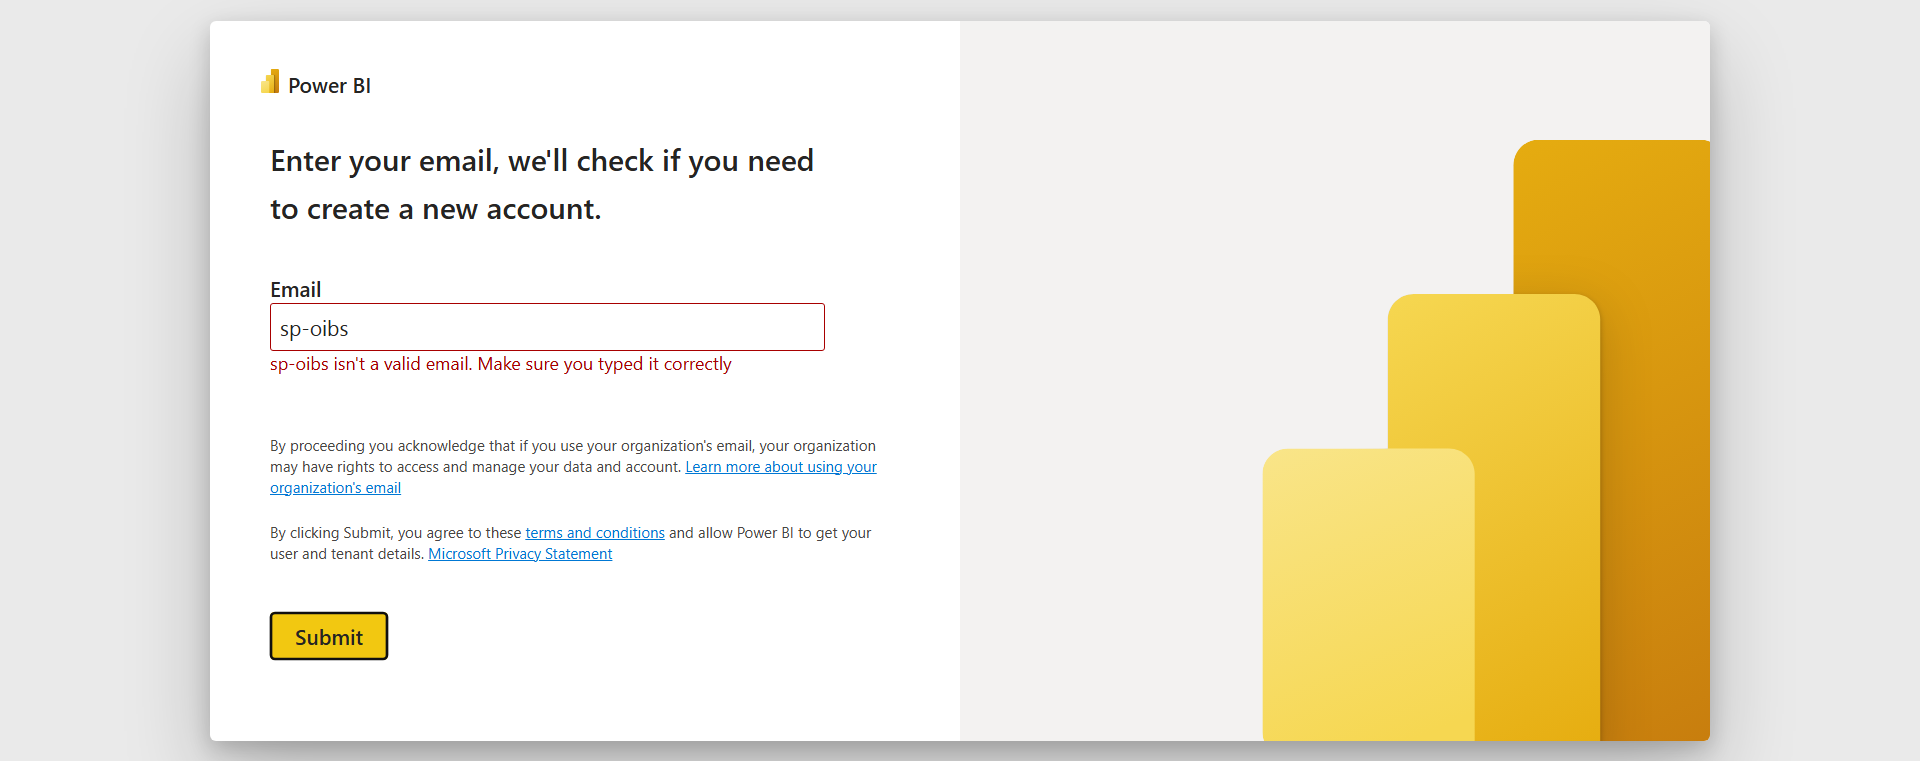 Power BI
Enter your email, we'll check if you need
to create a new account.
Email
sp-oibs
sp-oibs isn't a valid email. Make sure you typed it correctly
By proceeding you acknowledge that if you use your organization's email, your organization
may have rights to access and manage your data and account. Learn more about using your
organization's email
By clicking Submit, you agree to these terms and conditions and allow Power BI to get your
user and tenant details. Microsoft Privacy Statement
Submit